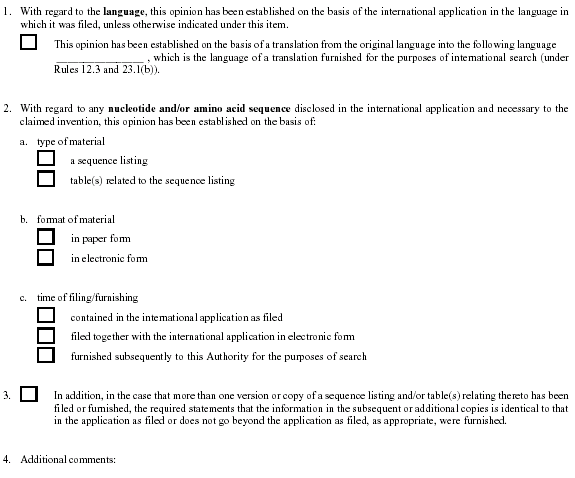 1. With regard to the language, this opinion has been established on the basis of the international application in the language in
which it was filed, unless otherwise indicated under this item.
This opinion has been established on the basis of a translation from the original language into the following language
_________________ , which is the language of a translation furnished for the purposes of international search (under
Rules 12.3 and 23.1(b)).
2. With regard to any nucleotide and/or amino acid sequence disclosed in the international application and necessary to the
claimed invention, this opinion has been established on the basis of:
a. type of material
a sequence listing
table(s) related to the sequence listing
b. format of material
in paper form
in electronic form
c. time of filing/furnishing
contained in the international application as filed
filed together with the international application in electronic form
furnished subsequently to this Authority for the purposes of search
3. In addition, in the case that more than one version or copy of a sequence listing and/or table(s) relating thereto has been
filed or furnished, the required statements that the information in the subsequent or additional copies is identical to that
in the application as filed or does not go beyond the application as filed, as appropriate, were furnished.
4. Additional comments: